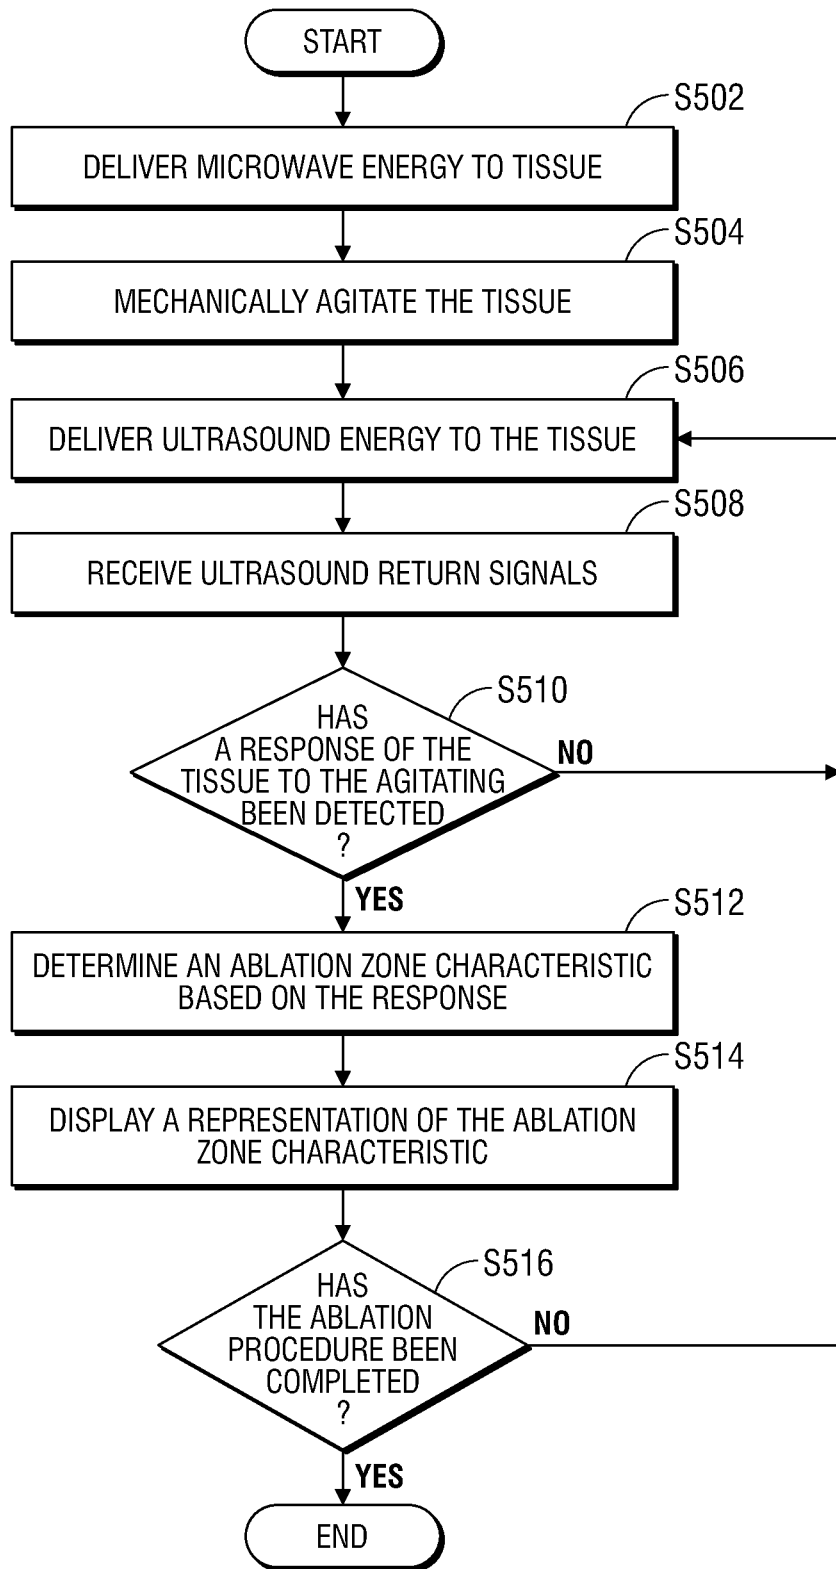 START
S502
DELIVER MICROWAVE ENERGY TO TISSUE
S504
MECHANICALLY AGITATE THE TISSUE
S506
DELIVER ULTRASOUND ENERGY TO THE TISSUE
S508
RECEIVE ULTRASOUND RETURN SIGNALS
S510
HAS
A RESPONSE OF THE
TISSUE TO THE AGITATING
BEEN DETECTED
?
NO
YES
S512
DETERMINE AN ABLATION ZONE CHARACTERISTIC
BASED ON THE RESPONSE
S514
DISPLAY A REPRESENTATION OF THE ABLATION
ZONE CHARACTERISTIC
S516
HAS
THE ABLATION
PROCEDURE BEEN
COMPLETED
?
NO
YES
END